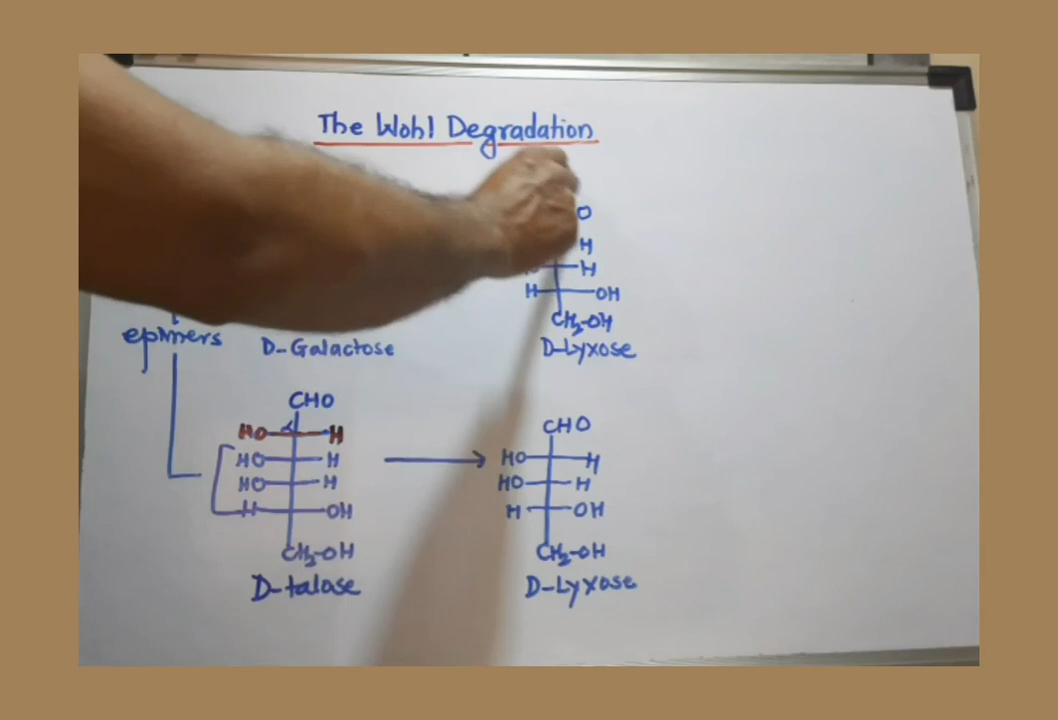 The Wohl Degradation
O
H
H
H OH
CH2-OH
epimers
D-Galactose
D-Lyxose
CHO
HO H
HO H
HO H
H OH
CH2-OH
D-talose
CHO
HO H
HO H
H OH
CH2-OH
D-Lyxose